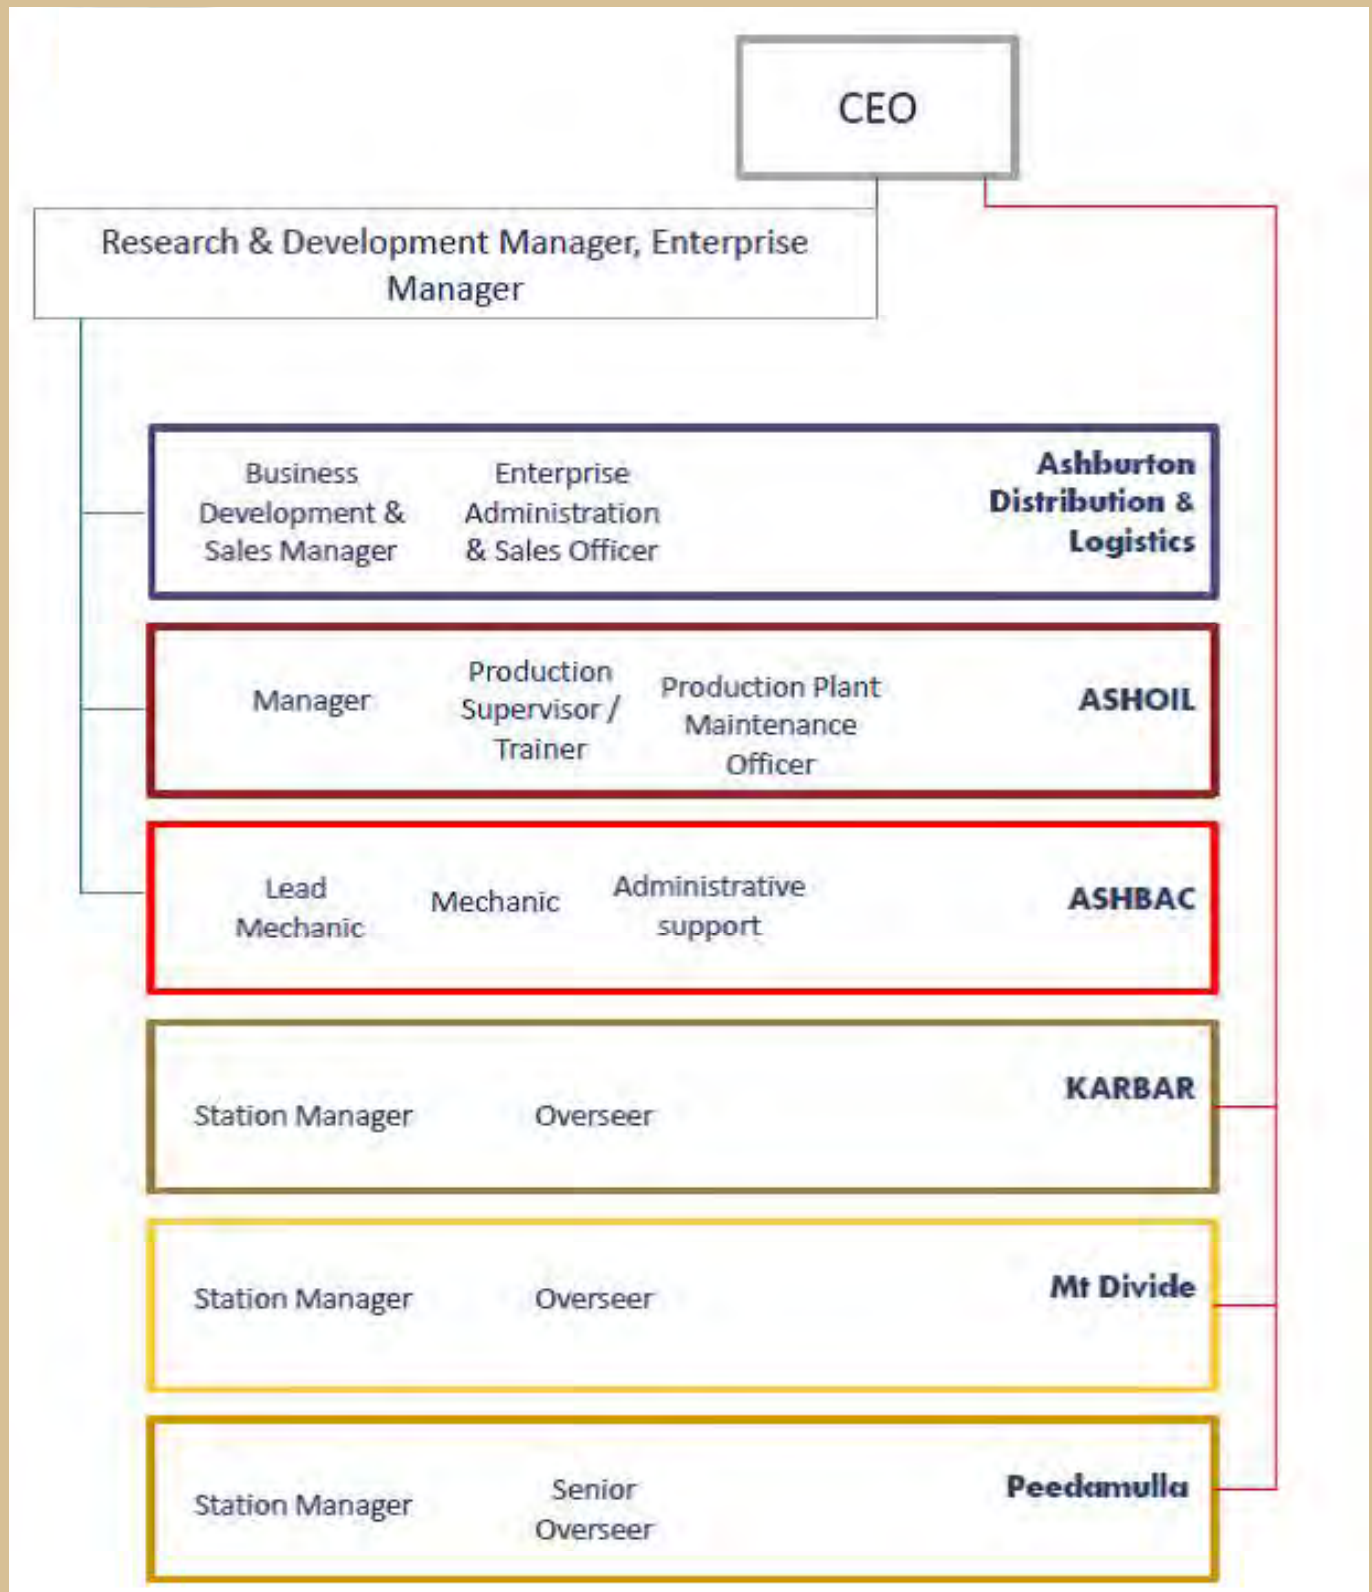 CEO
Research & Development Manager, Enterprise
Manager
Business
Development &
Sales Manager
Enterprise
Administration
& Sales Officer
Ashburton
Distribution &
Logistics
Manager
Production
Supervisor /
Trainer
Production Plant
Maintenance
Officer
ASHOIL
Lead
Mechanic
Mechanic
Administrative
support
ASHBAC
Station Manager
Overseer
KARBAR
Station Manager
Overseer
Mt Divide
Station Manager
Senior
Overseer
Peedamulla